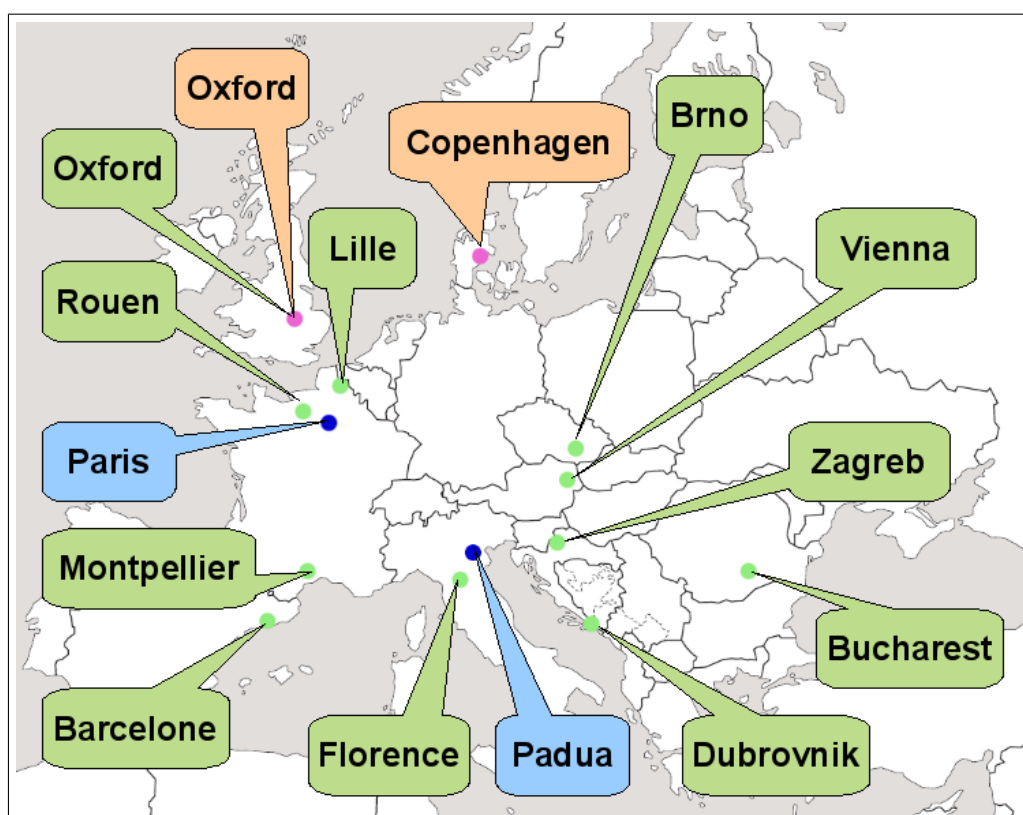 Oxford
Brno
Copenhagen
Oxford
Lille
Vienna
Rouen
Paris
Zagreb
Montpellier
Bucharest
Barcelone
Florence
Padua
Dubrovnik